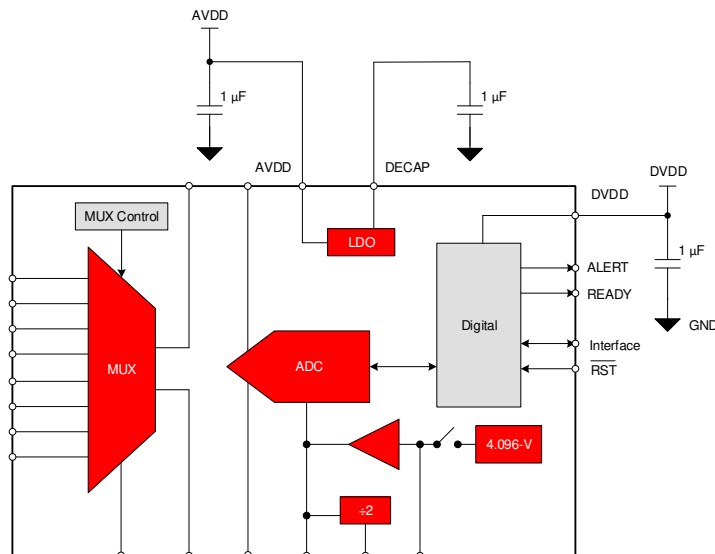 AVDD
1 µF
1 µF
AVDD
DECAP
DVDD
DVDD
MUX Control
LDO
1 µF
ALERT
READY
GND
Digital
Interface
RST
MUX
ADC
4.096-V
÷2